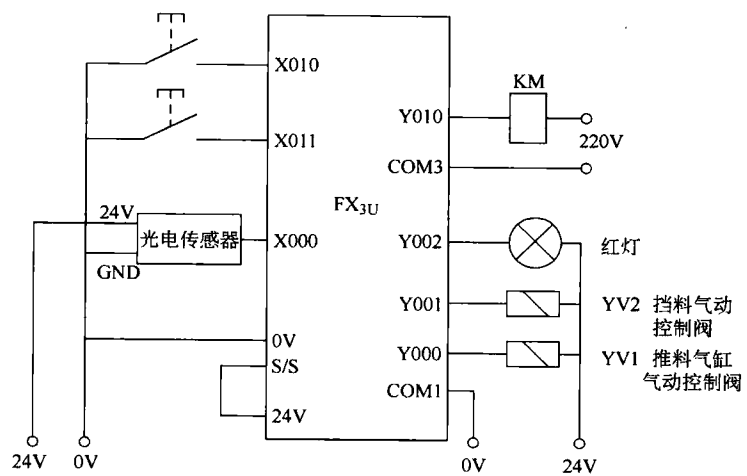 X010
KM
Y010
X011
220V
COM3
FX3U
24V
光电传感器
X000
Y002
红灯
GND
Y001
YV2 挡料气动
控制阀
0V
Y000
YV1 推料气缸
气动控制阀
S/S
COM1
24V
24V
0V
0V
24V